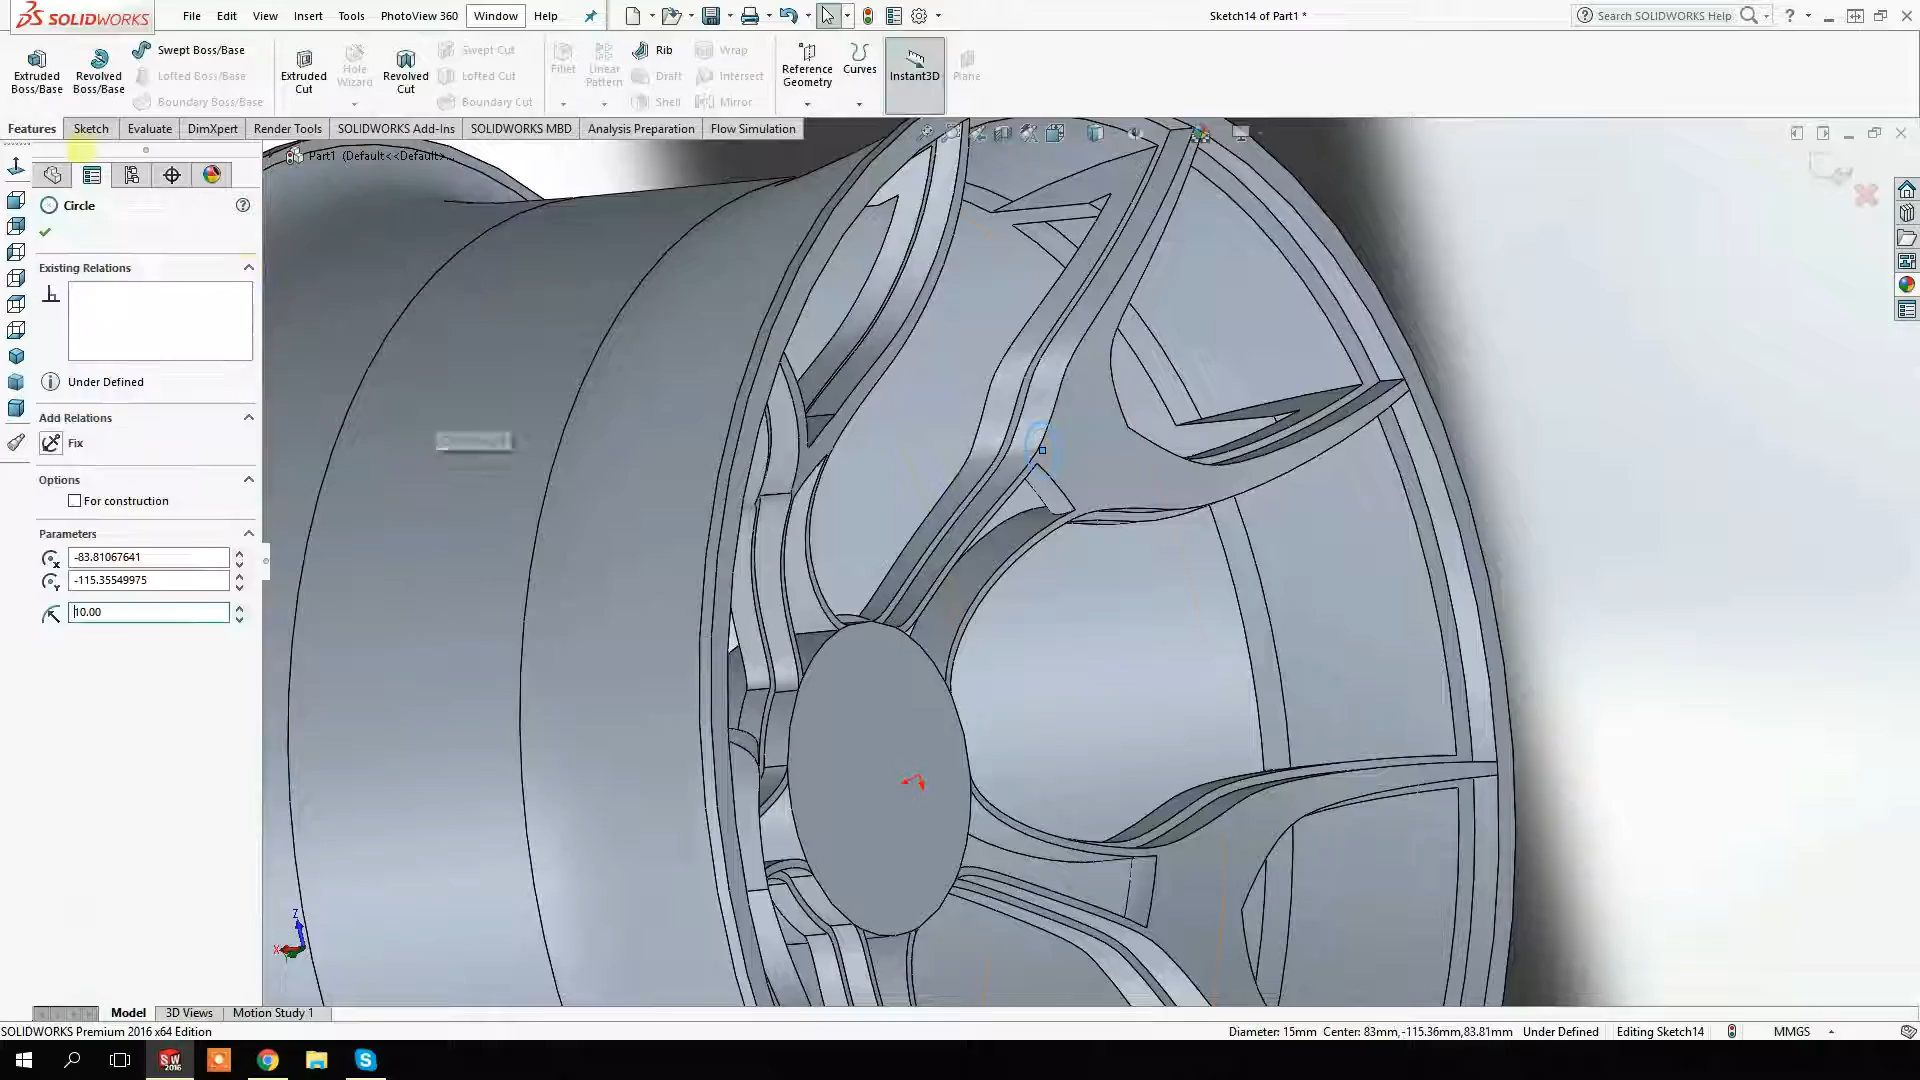 SOLIDWORKS
File Edit View Insert Tools PhotoView 360 Window Help
Sketch14 of Part1 *
Search SOLIDWORKS Help
Extruded Boss/Base
Revolved Boss/Base
Swept Boss/Base
Lofted Boss/Base
Boundary Boss/Base
Extruded Cut
Hole Wizard
Revolved Cut
Swept Cut
Lofted Cut
Boundary Cut
Fillet
Linear Pattern
Rib
Draft
Shell
Wrap
Intersect
Mirror
Reference Geometry
Curves
Instant3D
Plane
Features Sketch Evaluate DimXpert Render Tools SOLIDWORKS Add-Ins SOLIDWORKS MBD Analysis Preparation Flow Simulation
Part1 (Default<<Default>...
Circle
Existing Relations
Under Defined
Add Relations
Fix
Options
For construction
Parameters
-83.81067641
-115.35549975
10.00
Z
X
Model 3D Views Motion Study 1
SOLIDWORKS Premium 2016 x64 Edition
Diameter: 15mm Center: 83mm,-115.36mm,83.81mm Under Defined Editing Sketch14 MMGS
SW
2016